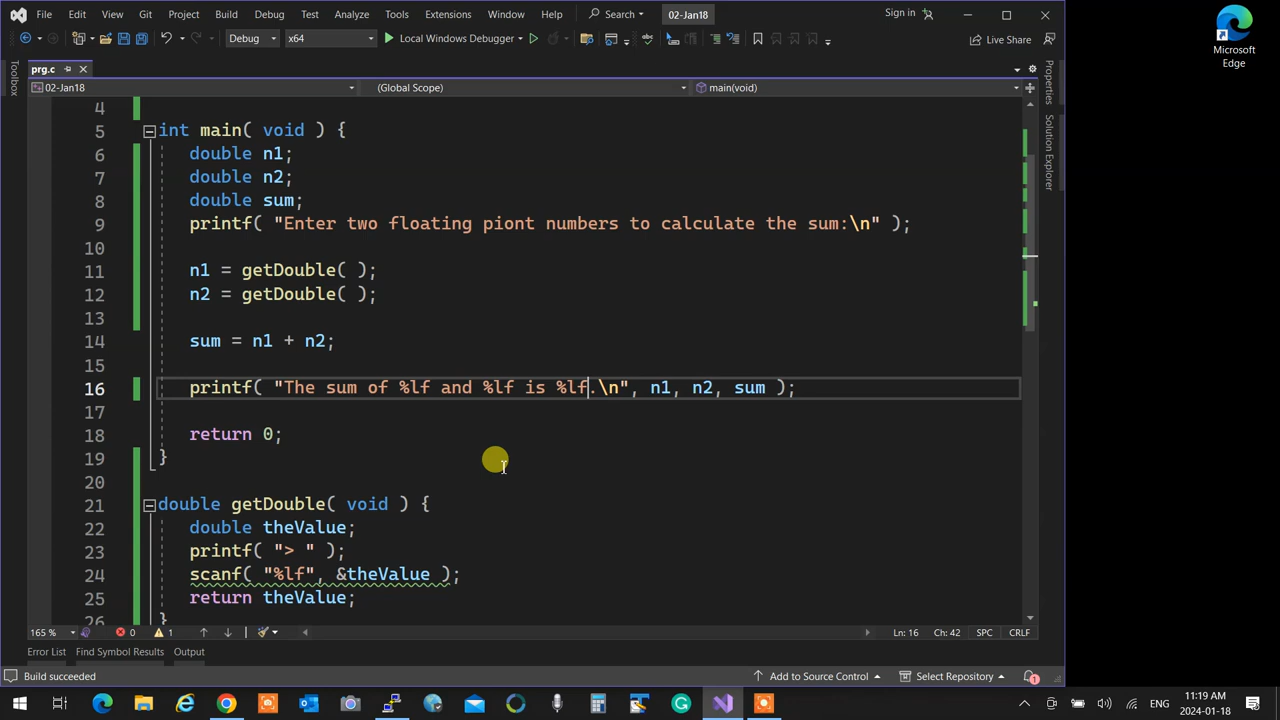 File Edit View Git Project Build Debug Test Analyze Tools Extensions Window Help Search 02-Jan18 Sign in
Debug x64 Local Windows Debugger Live Share
Microsoft
Edge
Toolbox
prg.c
Properties
Solution Explorer
02-Jan18 (Global Scope) main(void)
4
5 int main( void ) {
6 double n1;
7 double n2;
8 double sum;
9 printf( "Enter two floating piont numbers to calculate the sum:\n" );
10
11 n1 = getDouble( );
12 n2 = getDouble( );
13
14 sum = n1 + n2;
15
16 printf( "The sum of %lf and %lf is %lf.\n", n1, n2, sum );
17
18 return 0;
19 }
20
21 double getDouble( void ) {
22 double theValue;
23 printf( "> " );
24 scanf( "%lf", &theValue );
25 return theValue;
26 }
165 % 0 1 Ln: 16 Ch: 42 SPC CRLF
Error List Find Symbol Results Output
Build succeeded Add to Source Control Select Repository 1
ENG 11:19 AM
2024-01-18